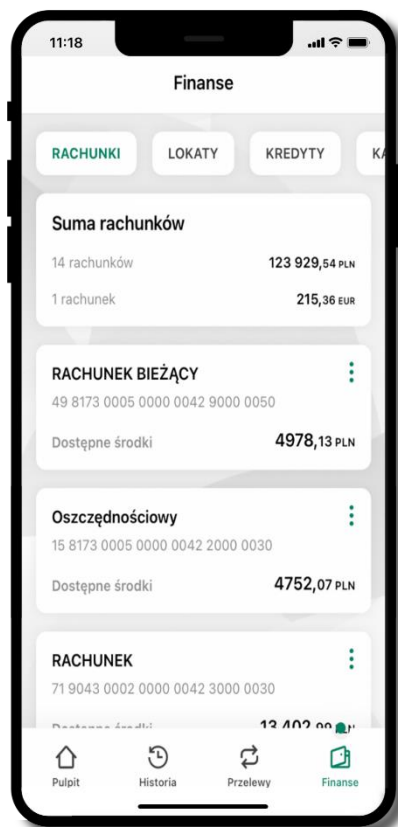 11:18
Finanse
RACHUNKI LOKATY KREDYTY
Suma rachunków
14 rachunków 123 929,54 PLN
1 rachunek 215,36 EUR
RACHUNEK BIEŻĄCY
49 8173 0005 0000 0042 9000 0050
Dostępne środki 4978,13 PLN
Oszczędnościowy
15 8173 0005 0000 0042 2000 0030
Dostępne środki 4752,07 PLN
RACHUNEK
71 9043 0002 0000 0042 3000 0030
Pulpit Historia Przelewy Finanse